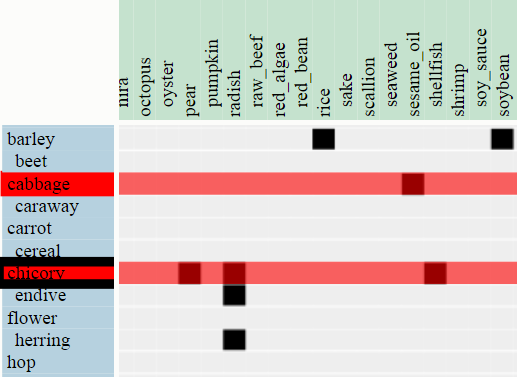 octopus
oyster
pear
pumpkin
radish
raw_beef
red_algae
red_bean
rice
sake
scallion
seaweed
sesame_oil
shellfish
shrimp
soy_sauce
soybean
barley
beet
cabbage
caraway
carrot
cereal
chicory
endive
flower
herring
hop